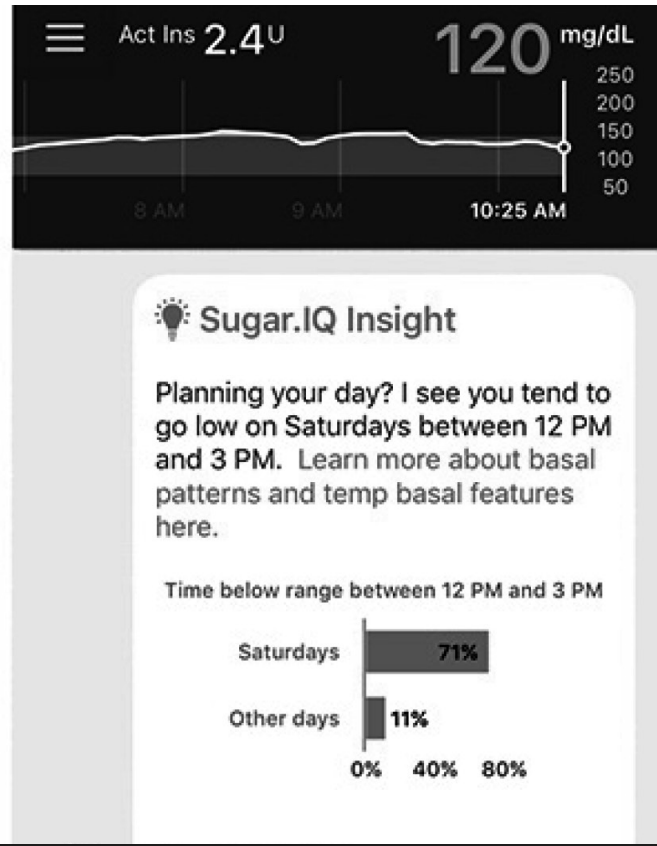 Act Ins 2.4 U 120 mg/dL
250
200
150
100
50
8 AM 9 AM 10:25 AM
Sugar.IQ Insight
Planning your day? I see you tend to
go low on Saturdays between 12 PM
and 3 PM. Learn more about basal
patterns and temp basal features
here.
Time below range between 12 PM and 3 PM
Saturdays 71%
Other days 11%
0% 40% 80%